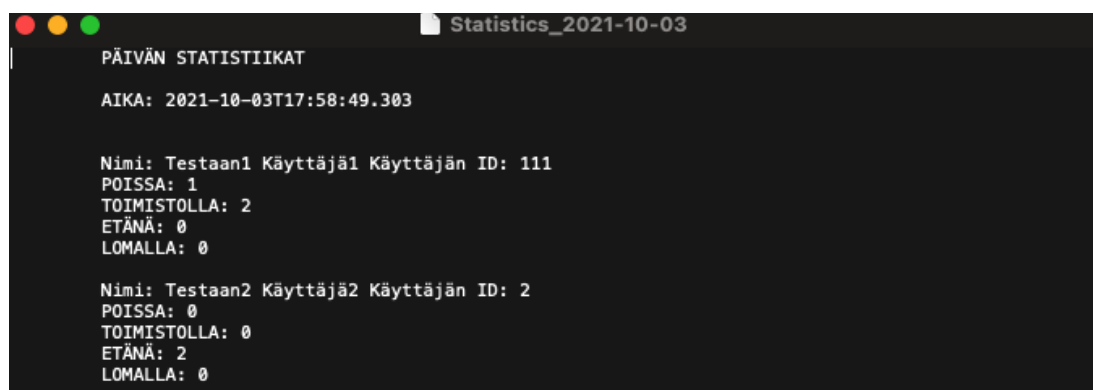 Statistics_2021-10-03
PÄIVÄN STATISTIIKAT
AIKA: 2021-10-03T17:58:49.303
Nimi: Testaan1 Käyttäjä1 Käyttäjän ID: 111
POISSA: 1
TOIMISTOLLA: 2
ETÄNÄ: 0
LOMALLA: 0
Nimi: Testaan2 Käyttäjä2 Käyttäjän ID: 2
POISSA: 0
TOIMISTOLLA: 0
ETÄNÄ: 2
LOMALLA: 0